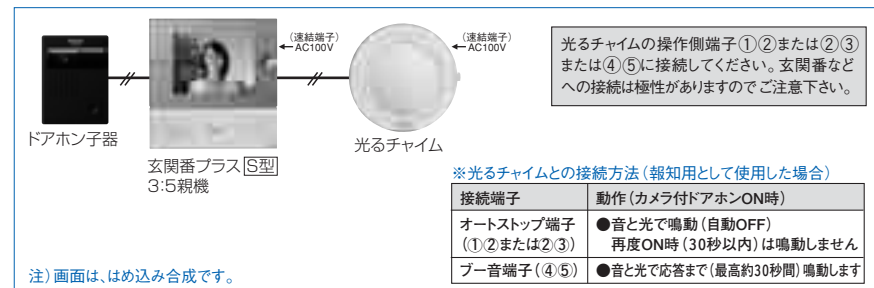 (速結端子)
←AC100V
(速結端子)
←AC100V
光るチャイムの操作側端子①②または②③
または④⑤に接続してください。玄関番など
への接続は極性がありますのでご注意下さい。
ドアホン子器
玄関番プラスS型
3:5親機
光るチャイム
※光るチャイムとの接続方法(報知用として使用した場合)
接続端子 動作(カメラ付ドアホンON時)
オートストップ端子 ●音と光で鳴動(自動OFF)
(①②または②③) 再度ON時(30秒以内)は鳴動しません
ブー音端子(④⑤) ●音と光で応答まで(最高約30秒間)鳴動します
注)画面は、はめ込み合成です。